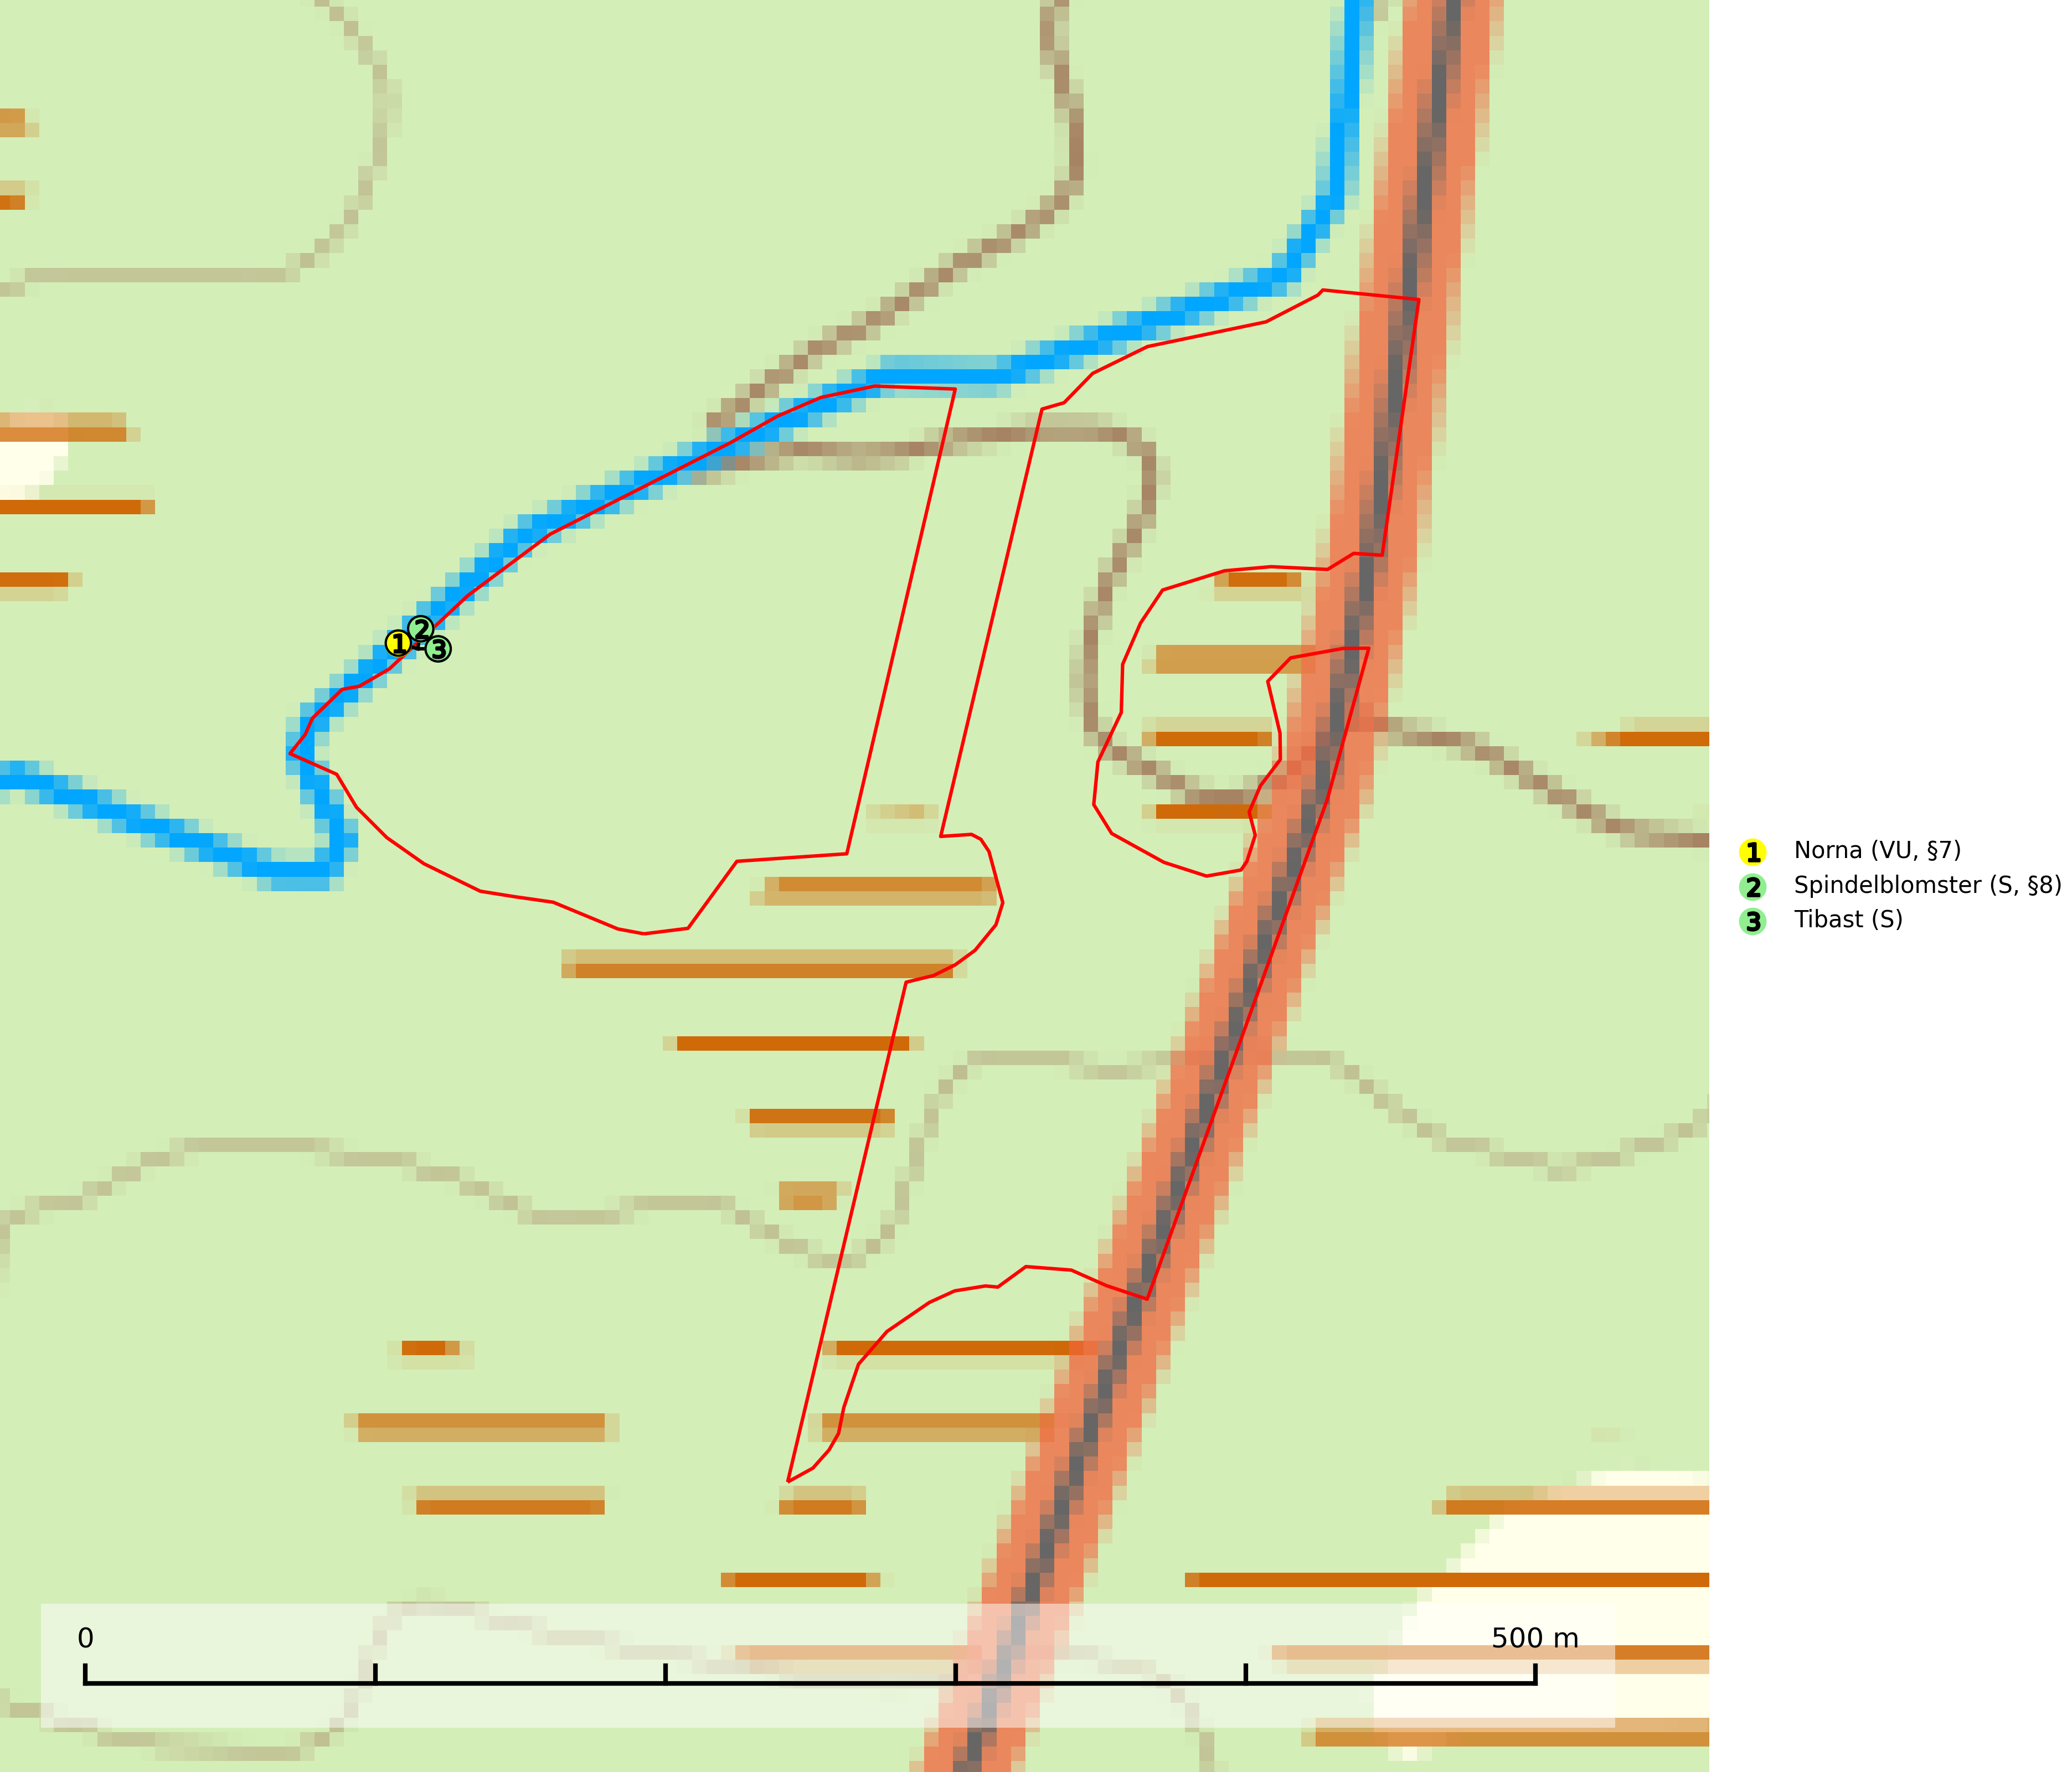 1
2
3
1 Norna (VU, §7)
2 Spindelblomster (S, §8)
3 Tibast (S)
0 500 m